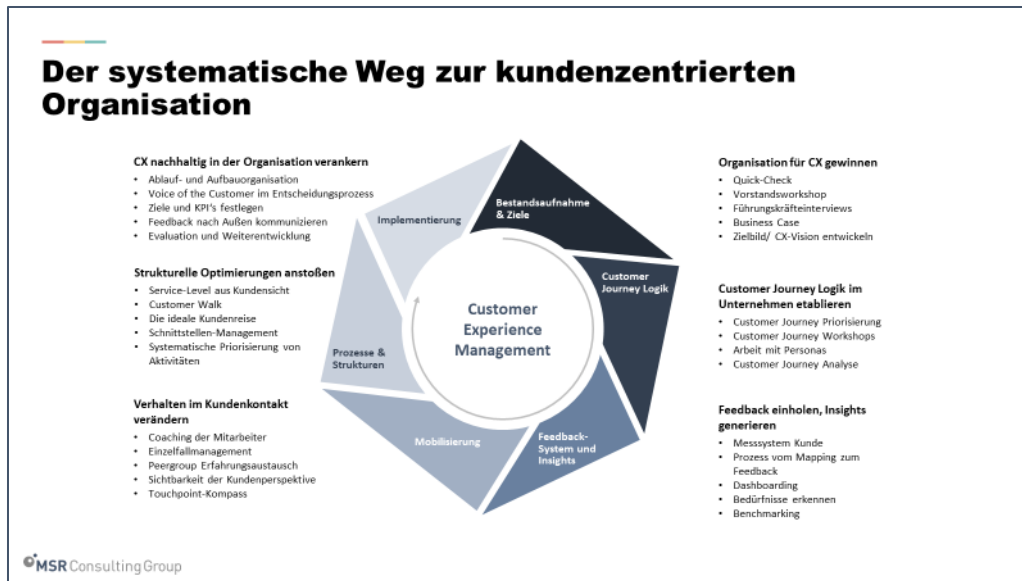 Der systematische Weg zur kundenzentrierten
Organisation
CX nachhaltig in der Organisation verankern
• Ablauf- und Aufbauorganisation
• Voice of the Customer im Entscheidungsprozess
• Ziele und KPI's festlegen
• Feedback nach Außen kommunizieren
• Evaluation und Weiterentwicklung
Strukturelle Optimierungen anstoßen
• Service-Level aus Kundensicht
• Customer Walk
• Die ideale Kundenreise
• Schnittstellen-Management
• Systematische Priorisierung von
Aktivitäten
Verhalten im Kundenkontakt
verändern
• Coaching der Mitarbeiter
• Einzelfallmanagement
• Peergroup Erfahrungsaustausch
• Sichtbarkeit der Kundenperspektive
• Touchpoint-Kompass
Implementierung
Bestandsaufnahme
& Ziele
Customer
Journey Logik
Feedback-
System und
Insights
Mobilisierung
Prozesse &
Strukturen
Customer
Experience
Management
Organisation für CX gewinnen
• Quick-Check
• Vorstandsworkshop
• Führungskräfteinterviews
• Business Case
• Zielbild/ CX-Vision entwickeln
Customer Journey Logik im
Unternehmen etablieren
• Customer Journey Priorisierung
• Customer Journey Workshops
• Arbeit mit Personas
• Customer Journey Analyse
Feedback einholen, Insights
generieren
• Messsystem Kunde
• Prozess vom Mapping zum
Feedback
• Dashboarding
• Bedürfnisse erkennen
• Benchmarking
MSR Consulting Group